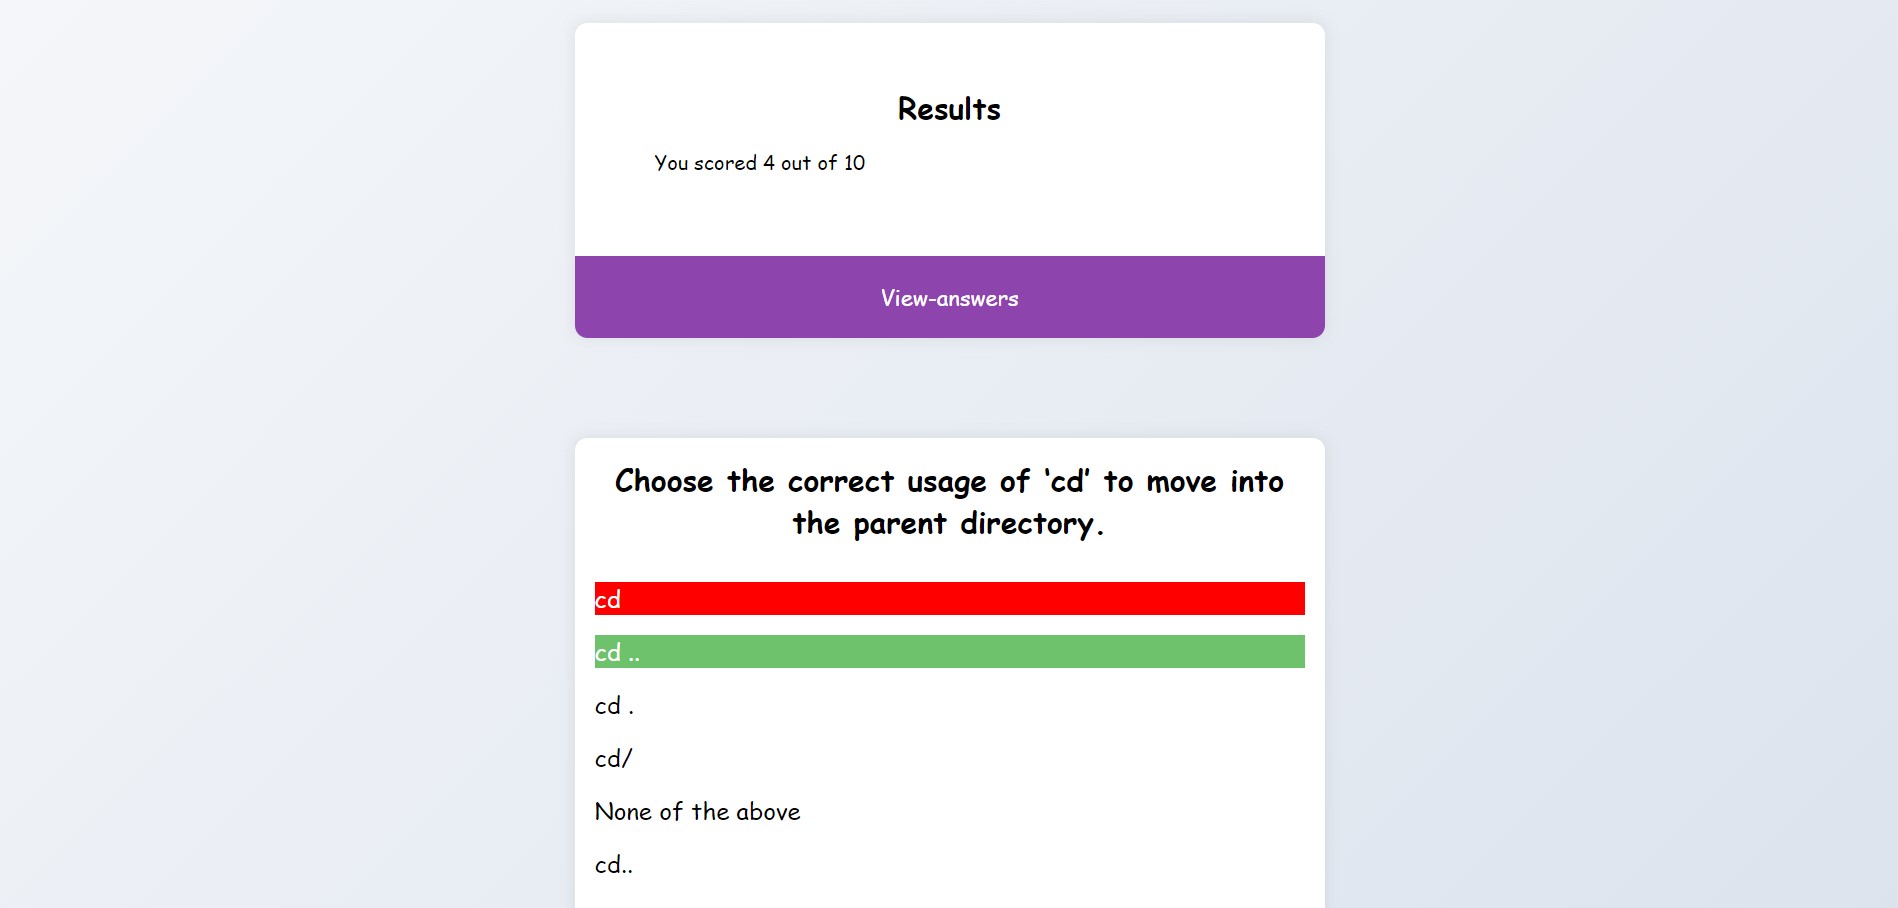 Results
You scored 4 out of 10
View-answers
Choose the correct usage of ‘cd’ to move into
the parent directory.
cd
cd ..
cd .
cd/
None of the above
cd..